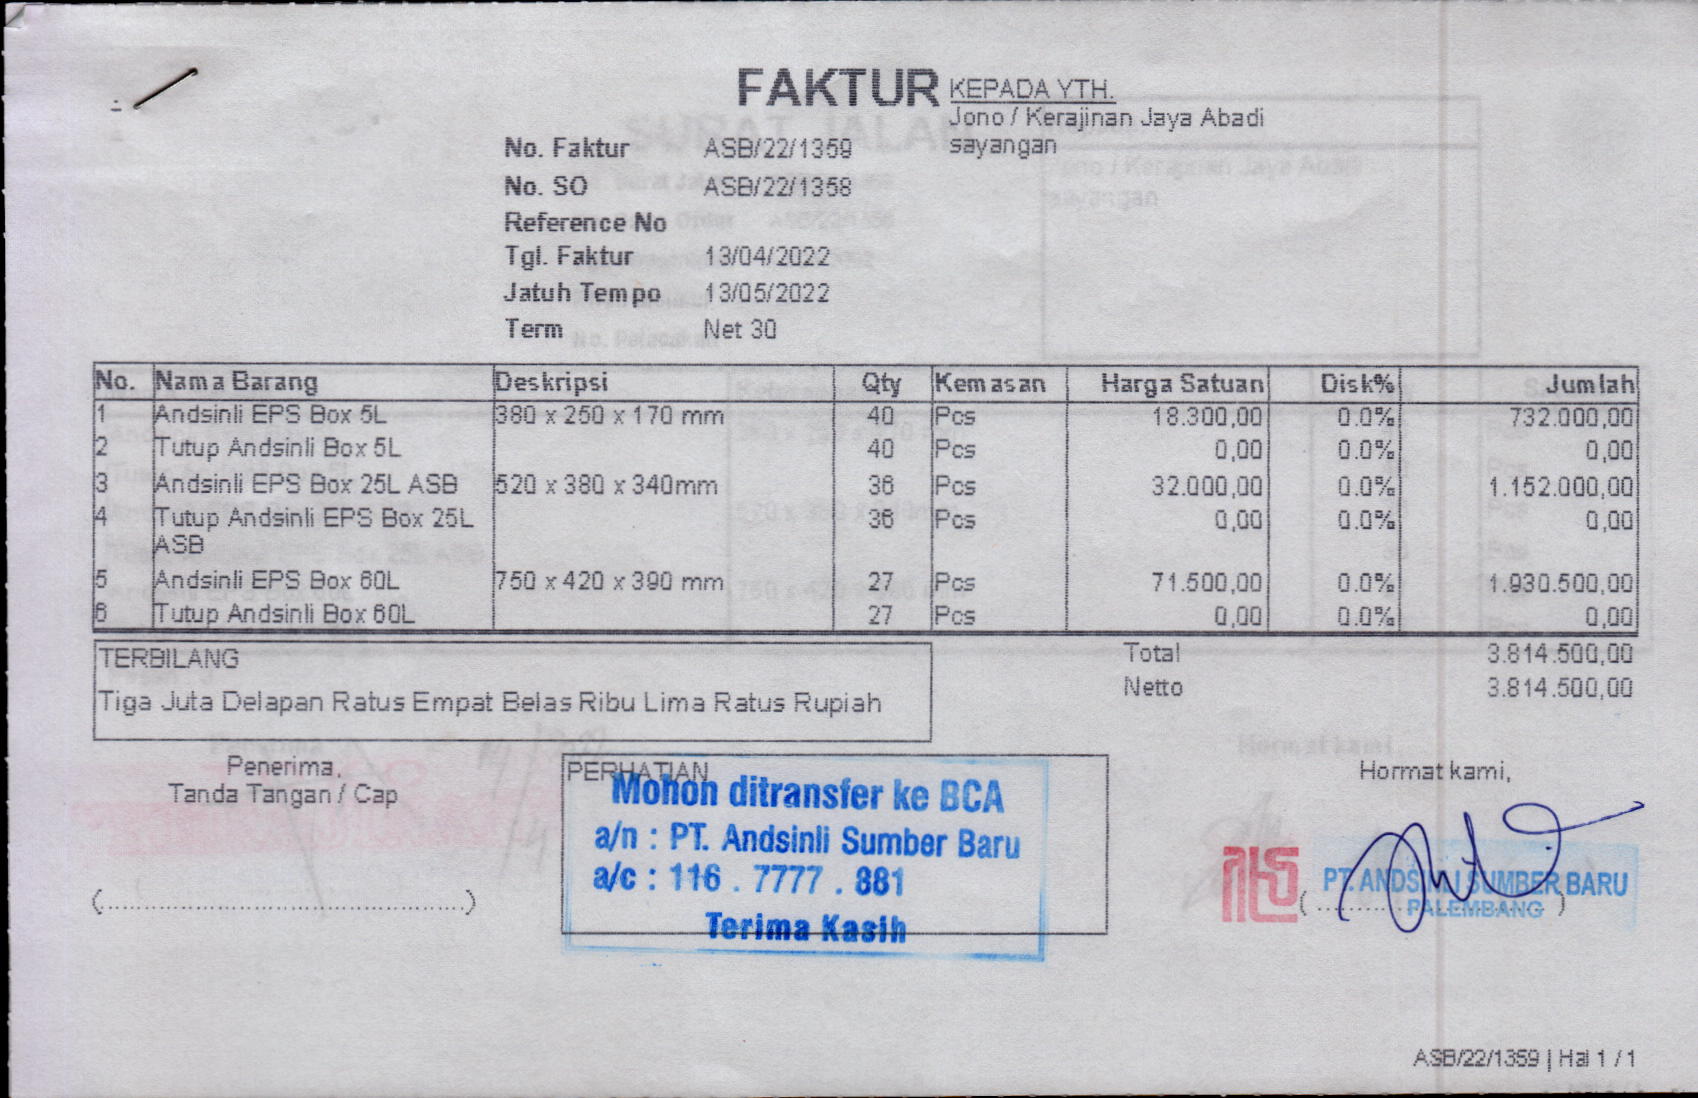 FAKTUR
KEPADA YTH.
Jono / Kerajinan Jaya Abadi
sayangan
No. Faktur ASB/22/1359
No. SO ASB/22/1358
Reference No
Tgl. Faktur 13/04/2022
Jatuh Tempo 13/05/2022
Term Net 30
No. Nama Barang Deskripsi Qty Kemasan Harga Satuan Disk% Jumlah
1 Andsinli EPS Box 5L 380 x 250 x 170 mm 40 Pcs 18.300,00 0.0% 732.000,00
2 Tutup Andsinli Box 5L 40 Pcs 0,00 0.0% 0,00
3 Andsinli EPS Box 25L ASB 520 x 380 x 340mm 36 Pcs 32.000,00 0.0% 1.152.000,00
4 Tutup Andsinli EPS Box 25L 36 Pcs 0,00 0.0% 0,00
ASB
5 Andsinli EPS Box 60L 750 x 420 x 390 mm 27 Pcs 71.500,00 0.0% 1.930.500,00
6 Tutup Andsinli Box 60L 27 Pcs 0,00 0.0% 0,00
TERBILANG
Tiga Juta Delapan Ratus Empat Belas Ribu Lima Ratus Rupiah
Total 3.814.500,00
Netto 3.814.500,00
Penerima,
Tanda Tangan / Cap
PERHATIAN
Mohon ditransfer ke BCA
a/n : PT. Andsinli Sumber Baru
a/c : 116 . 7777 . 881
Terima Kasih
Hormat kami,
PT. ANDSINLI SUMBER BARU
PALEMBANG
ASB/22/1359 | Hal 1 / 1